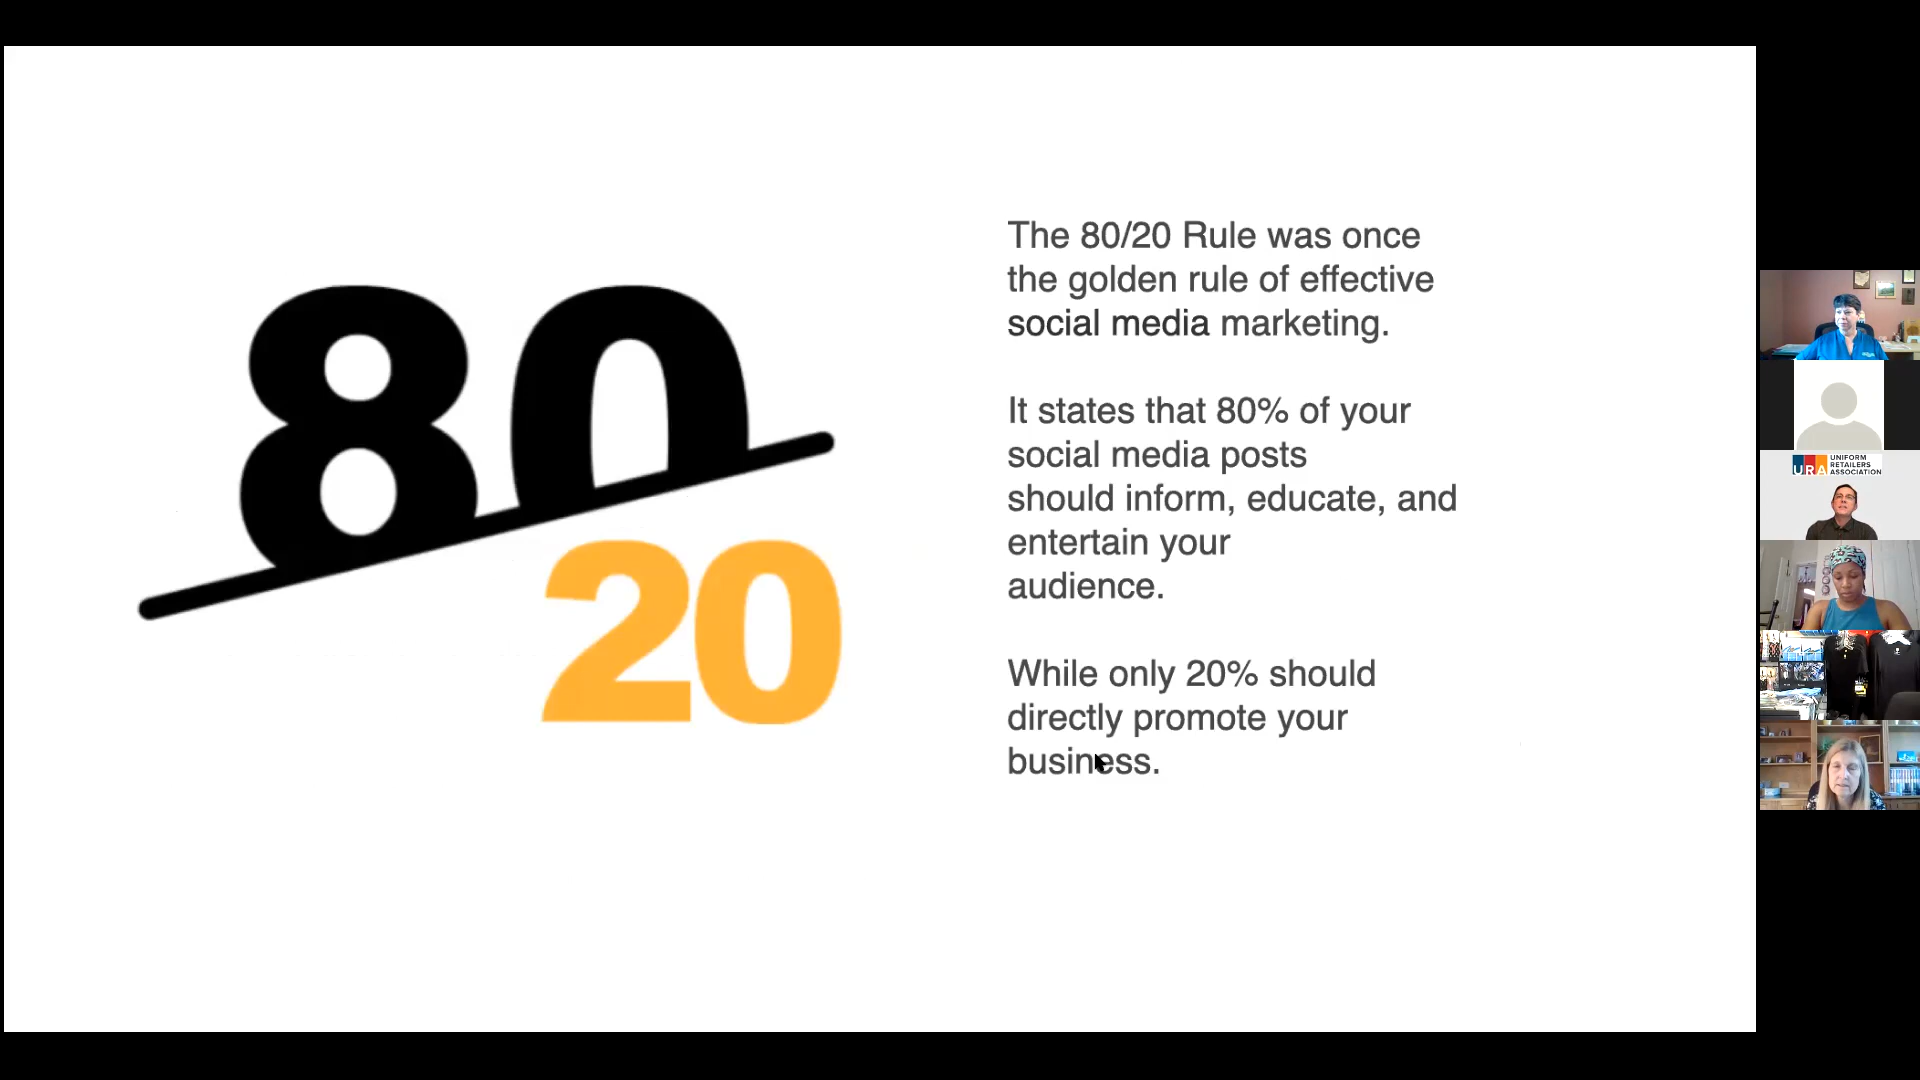 80
20
The 80/20 Rule was once
the golden rule of effective
social media marketing.
It states that 80% of your
social media posts
should inform, educate, and
entertain your
audience.
While only 20% should
directly promote your
business.
URA
UNIFORM
RETAILERS
ASSOCIATION